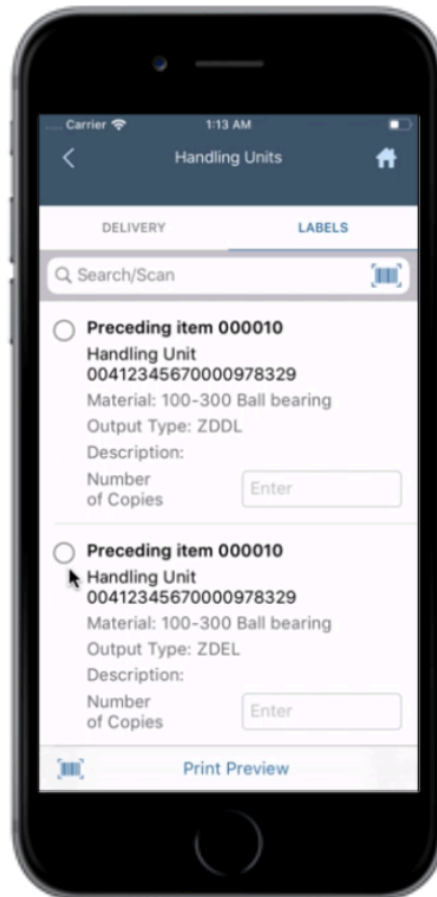 Carrier 1:13 AM
Handling Units
DELIVERY LABELS
Search/Scan
Preceding item 000010
Handling Unit
00412345670000978329
Material: 100-300 Ball bearing
Output Type: ZDDL
Description:
Number
of Copies
Enter
Preceding item 000010
Handling Unit
00412345670000978329
Material: 100-300 Ball bearing
Output Type: ZDEL
Description:
Number
of Copies
Enter
Print Preview